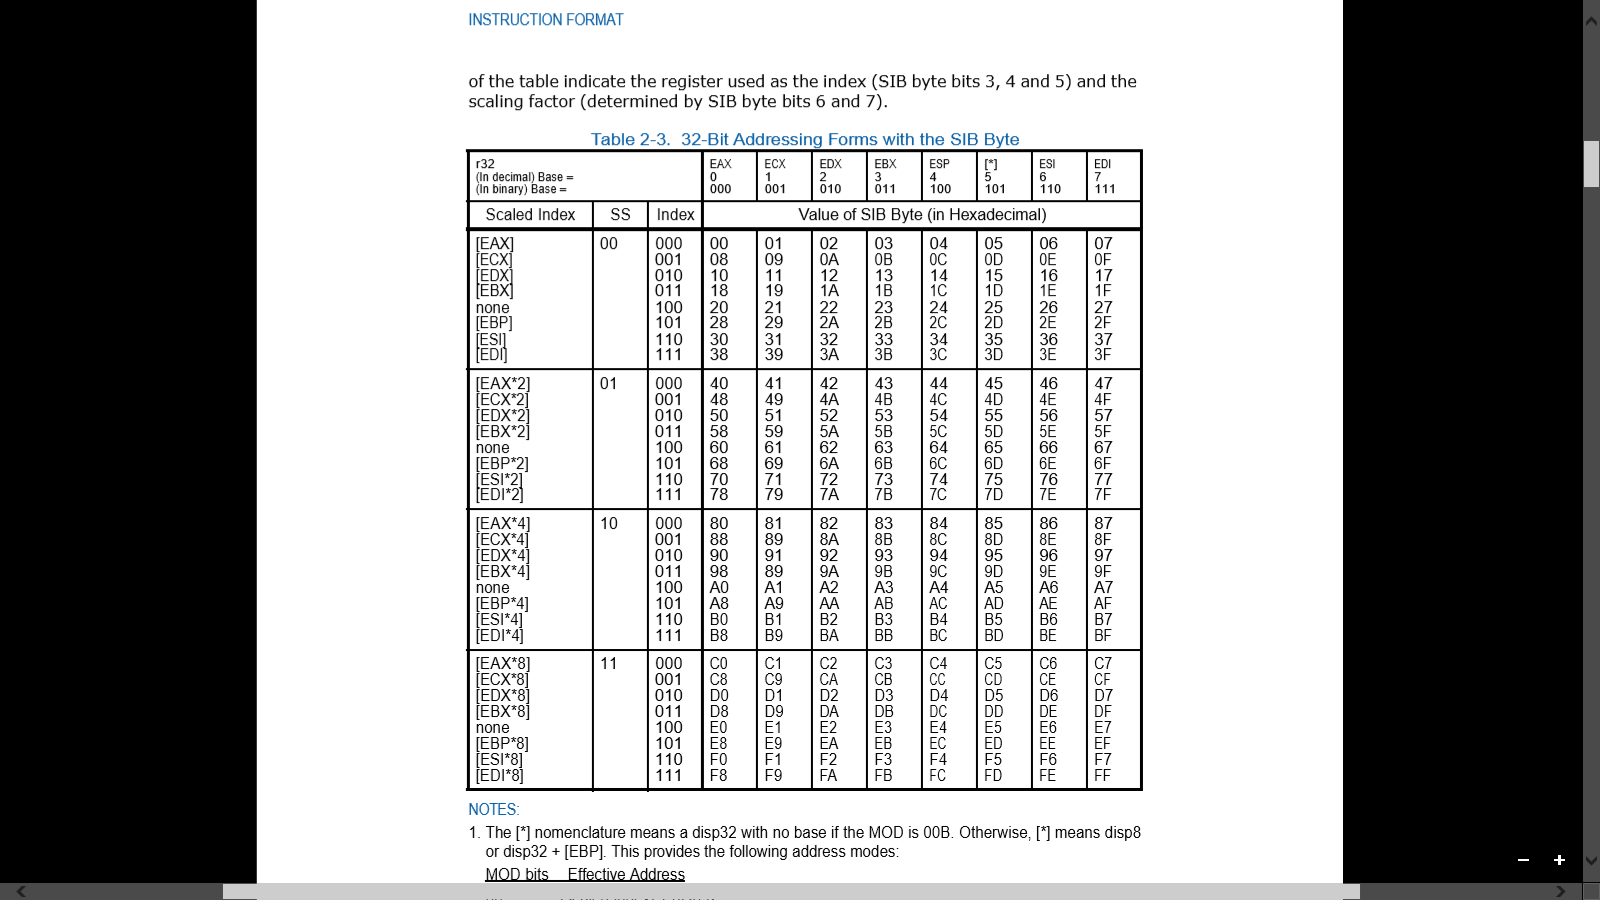 INSTRUCTION FORMAT
of the table indicate the register used as the index (SIB byte bits 3, 4 and 5) and the
scaling factor (determined by SIB byte bits 6 and 7).
Table 2-3. 32-Bit Addressing Forms with the SIB Byte
r32 EAX ECX EDX EBX ESP [*] ESI EDI
(In decimal) Base = 0 1 2 3 4 5 6 7
(In binary) Base = 000 001 010 011 100 101 110 111
Scaled Index SS Index Value of SIB Byte (in Hexadecimal)
[EAX] 00 000 00 01 02 03 04 05 06 07
[ECX] 001 08 09 0A 0B 0C 0D 0E 0F
[EDX] 010 10 11 12 13 14 15 16 17
[EBX] 011 18 19 1A 1B 1C 1D 1E 1F
none 100 20 21 22 23 24 25 26 27
[EBP] 101 28 29 2A 2B 2C 2D 2E 2F
[ESI] 110 30 31 32 33 34 35 36 37
[EDI] 111 38 39 3A 3B 3C 3D 3E 3F
[EAX*2] 01 000 40 41 42 43 44 45 46 47
[ECX*2] 001 48 49 4A 4B 4C 4D 4E 4F
[EDX*2] 010 50 51 52 53 54 55 56 57
[EBX*2] 011 58 59 5A 5B 5C 5D 5E 5F
none 100 60 61 62 63 64 65 66 67
[EBP*2] 101 68 69 6A 6B 6C 6D 6E 6F
[ESI*2] 110 70 71 72 73 74 75 76 77
[EDI*2] 111 78 79 7A 7B 7C 7D 7E 7F
[EAX*4] 10 000 80 81 82 83 84 85 86 87
[ECX*4] 001 88 89 8A 8B 8C 8D 8E 8F
[EDX*4] 010 90 91 92 93 94 95 96 97
[EBX*4] 011 98 89 9A 9B 9C 9D 9E 9F
none 100 A0 A1 A2 A3 A4 A5 A6 A7
[EBP*4] 101 A8 A9 AA AB AC AD AE AF
[ESI*4] 110 B0 B1 B2 B3 B4 B5 B6 B7
[EDI*4] 111 B8 B9 BA BB BC BD BE BF
[EAX*8] 11 000 C0 C1 C2 C3 C4 C5 C6 C7
[ECX*8] 001 C8 C9 CA CB CC CD CE CF
[EDX*8] 010 D0 D1 D2 D3 D4 D5 D6 D7
[EBX*8] 011 D8 D9 DA DB DC DD DE DF
none 100 E0 E1 E2 E3 E4 E5 E6 E7
[EBP*8] 101 E8 E9 EA EB EC ED EE EF
[ESI*8] 110 F0 F1 F2 F3 F4 F5 F6 F7
[EDI*8] 111 F8 F9 FA FB FC FD FE FF
NOTES:
1. The [*] nomenclature means a disp32 with no base if the MOD is 00B. Otherwise, [*] means disp8
or disp32 + [EBP]. This provides the following address modes:
MOD bits Effective Address